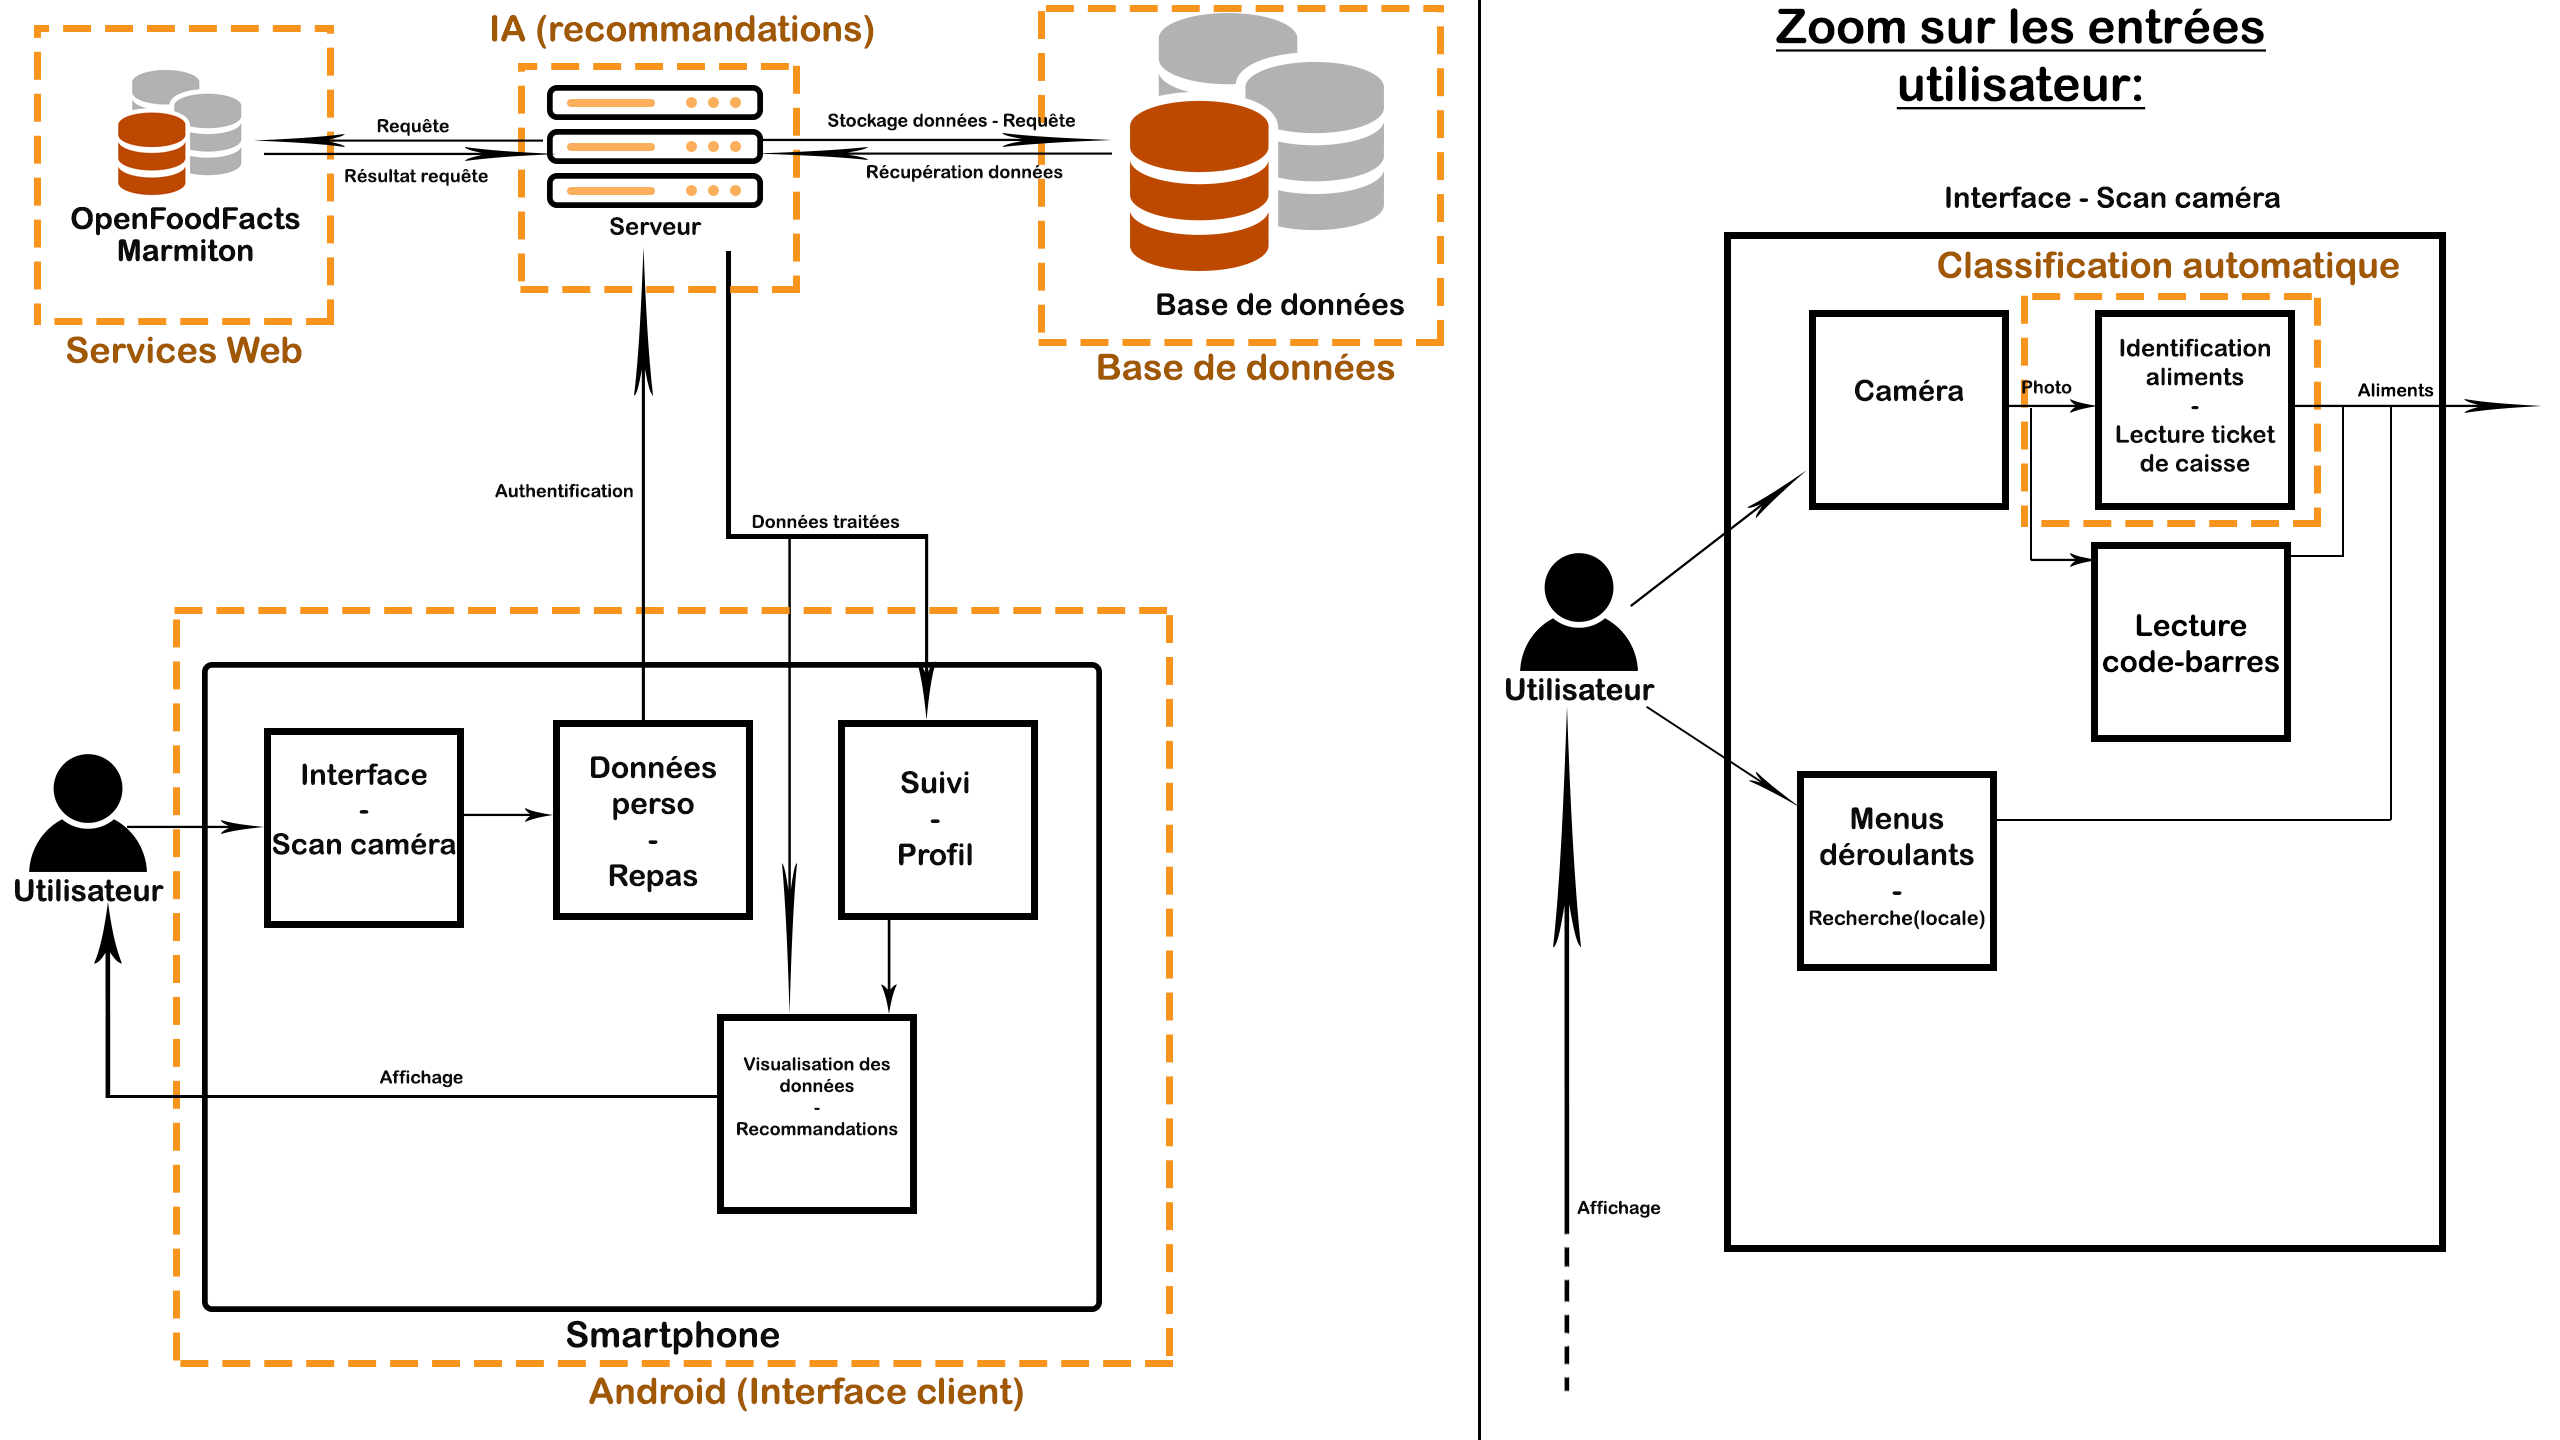 IA (recommandations)
Requête
Résultat requête
OpenFoodFacts
Marmiton
Services Web
Serveur
Stockage données - Requête
Récupération données
Base de données
Base de données
Authentification
Données traitées
Utilisateur
Interface
-
Scan caméra
Données
perso
-
Repas
Suivi
-
Profil
Visualisation des
données
-
Recommandations
Affichage
Smartphone
Android (Interface client)
Zoom sur les entrées
utilisateur:
Interface - Scan caméra
Classification automatique
Caméra
Photo
Identification
aliments
-
Lecture ticket
de caisse
Aliments
Lecture
code-barres
Utilisateur
Menus
déroulants
-
Recherche(locale)
Affichage